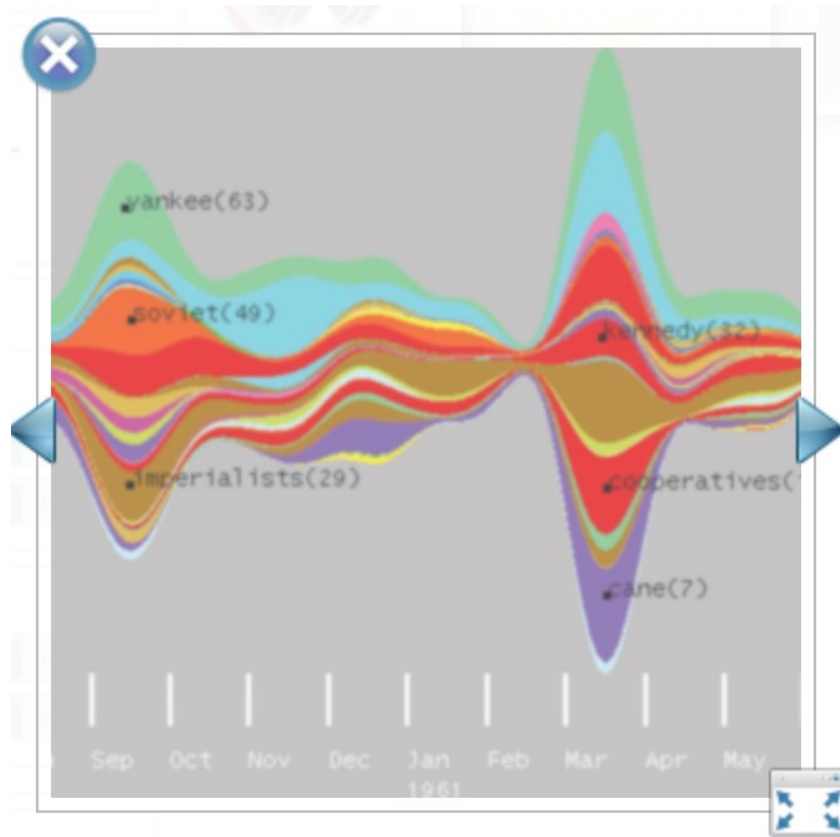 yankee(63)
soviet(49)
kennedy(32)
imperialists(29)
cooperatives(
cane(7)
Sep Oct Nov Dec Jan Feb Mar Apr May
1961